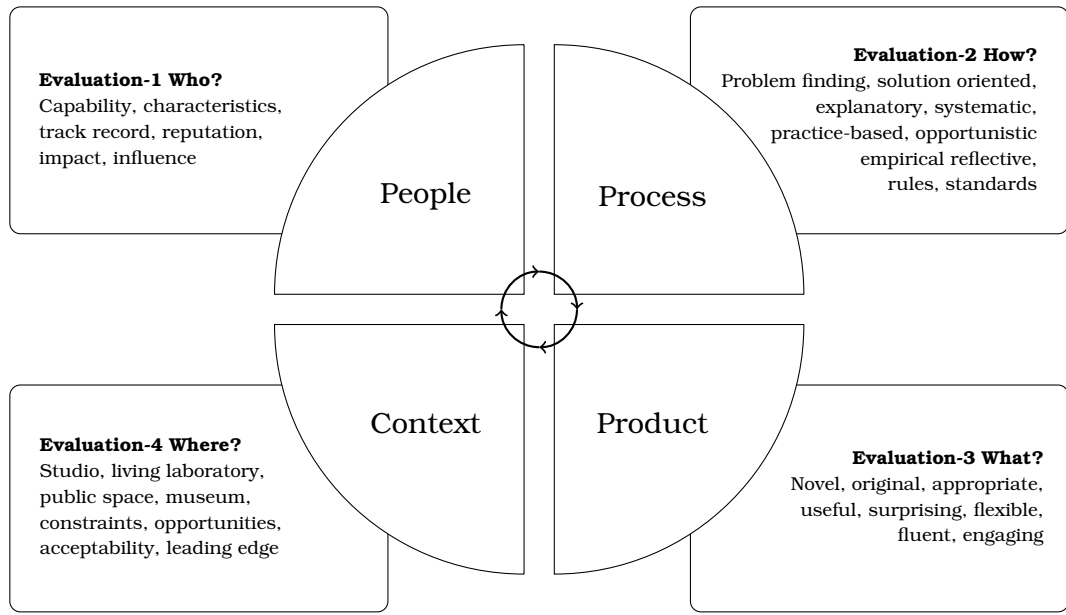 Evaluation-1 Who?
Capability, characteristics,
track record, reputation,
impact, influence
People
Evaluation-2 How?
Problem finding, solution oriented,
explanatory, systematic,
practice-based, opportunistic
empirical reflective,
rules, standards
Process
Evaluation-4 Where?
Studio, living laboratory,
public space, museum,
constraints, opportunities,
acceptability, leading edge
Context
Product
Evaluation-3 What?
Novel, original, appropriate,
useful, surprising, flexible,
fluent, engaging